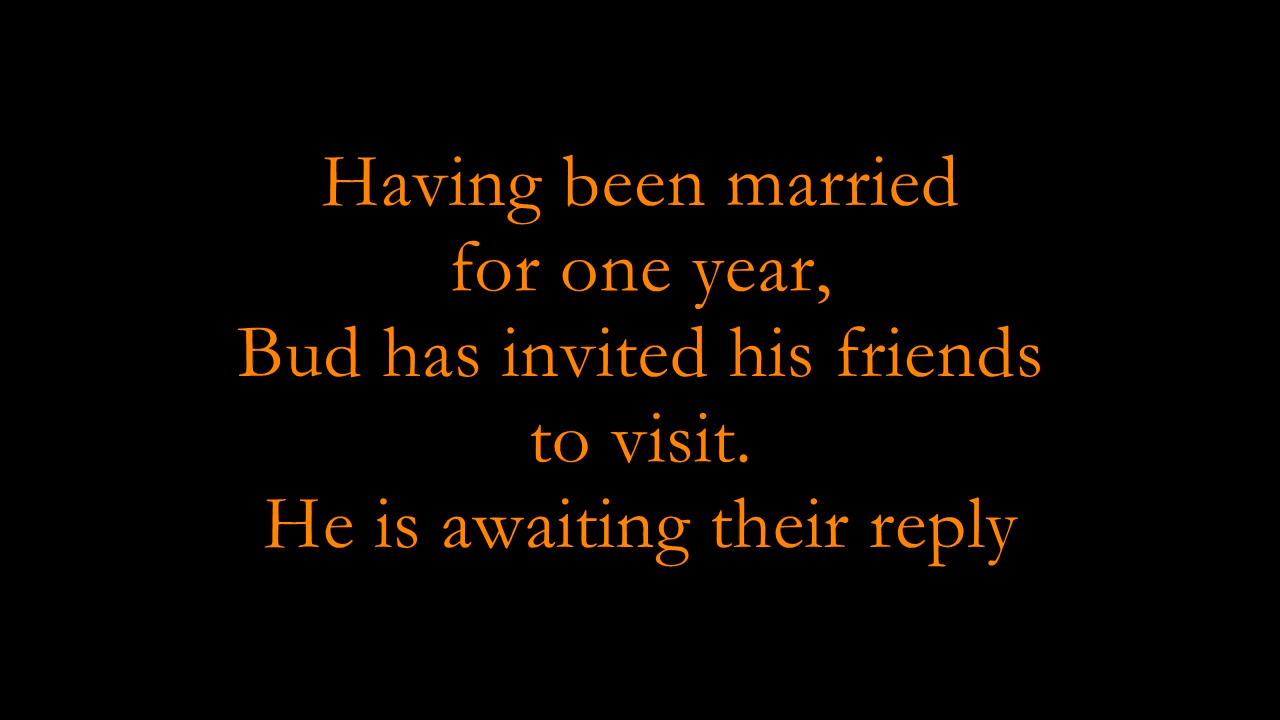 Having been married
for one year,
Bud has invited his friends
to visit.
He is awaiting their reply